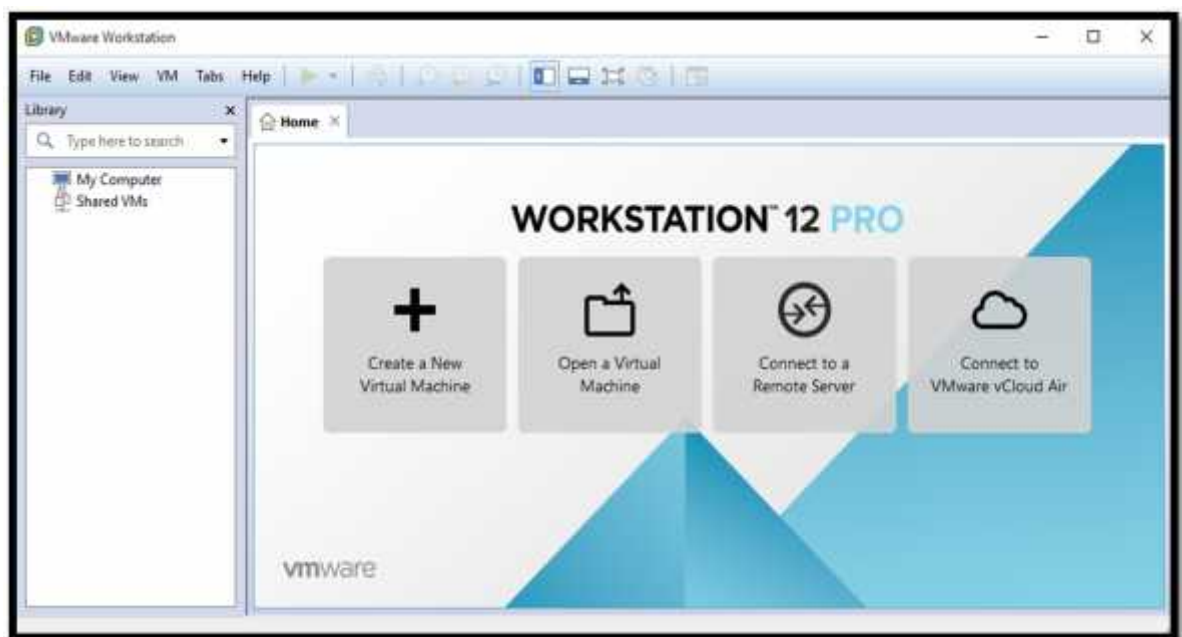 VMware Workstation
File Edit View VM Tabs Help
Library
Type here to search
My Computer
Shared VMs
Home
WORKSTATION™ 12 PRO
Create a New
Virtual Machine
Open a Virtual
Machine
Connect to a
Remote Server
Connect to
VMware vCloud Air
vmware